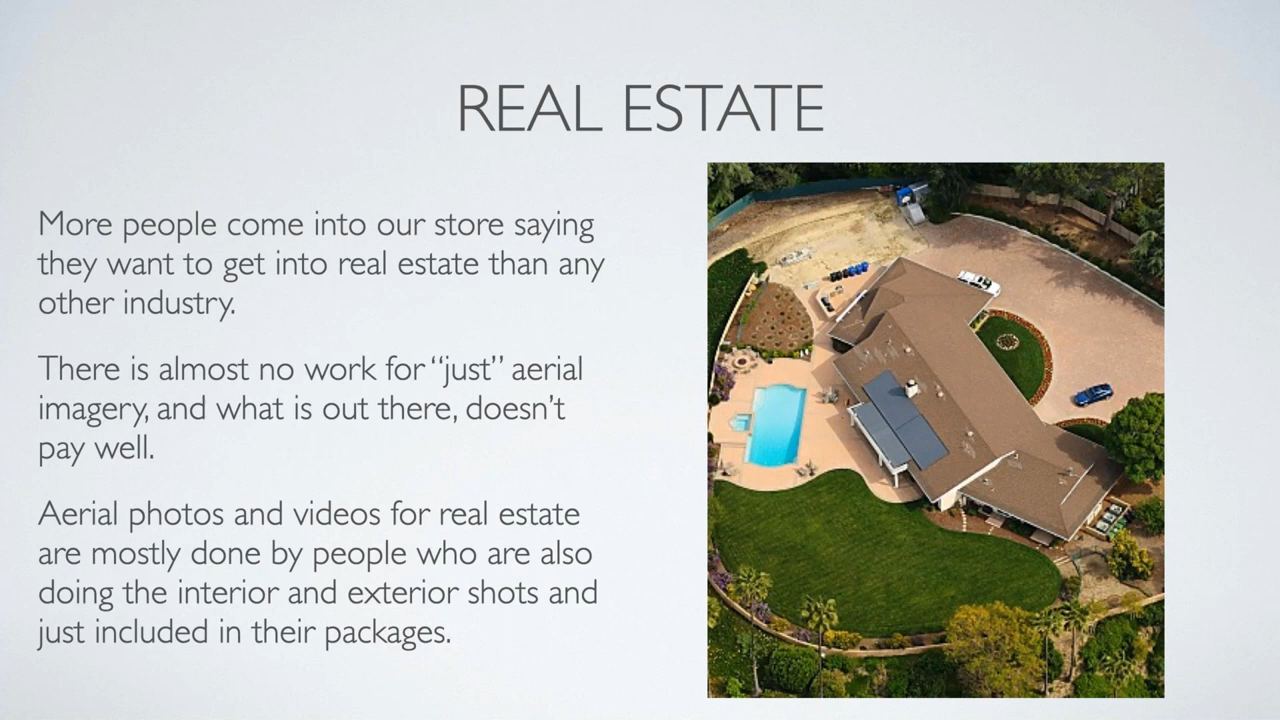 REAL ESTATE
More people come into our store saying
they want to get into real estate than any
other industry.
There is almost no work for “just” aerial
imagery, and what is out there, doesn’t
pay well.
Aerial photos and videos for real estate
are mostly done by people who are also
doing the interior and exterior shots and
just included in their packages.